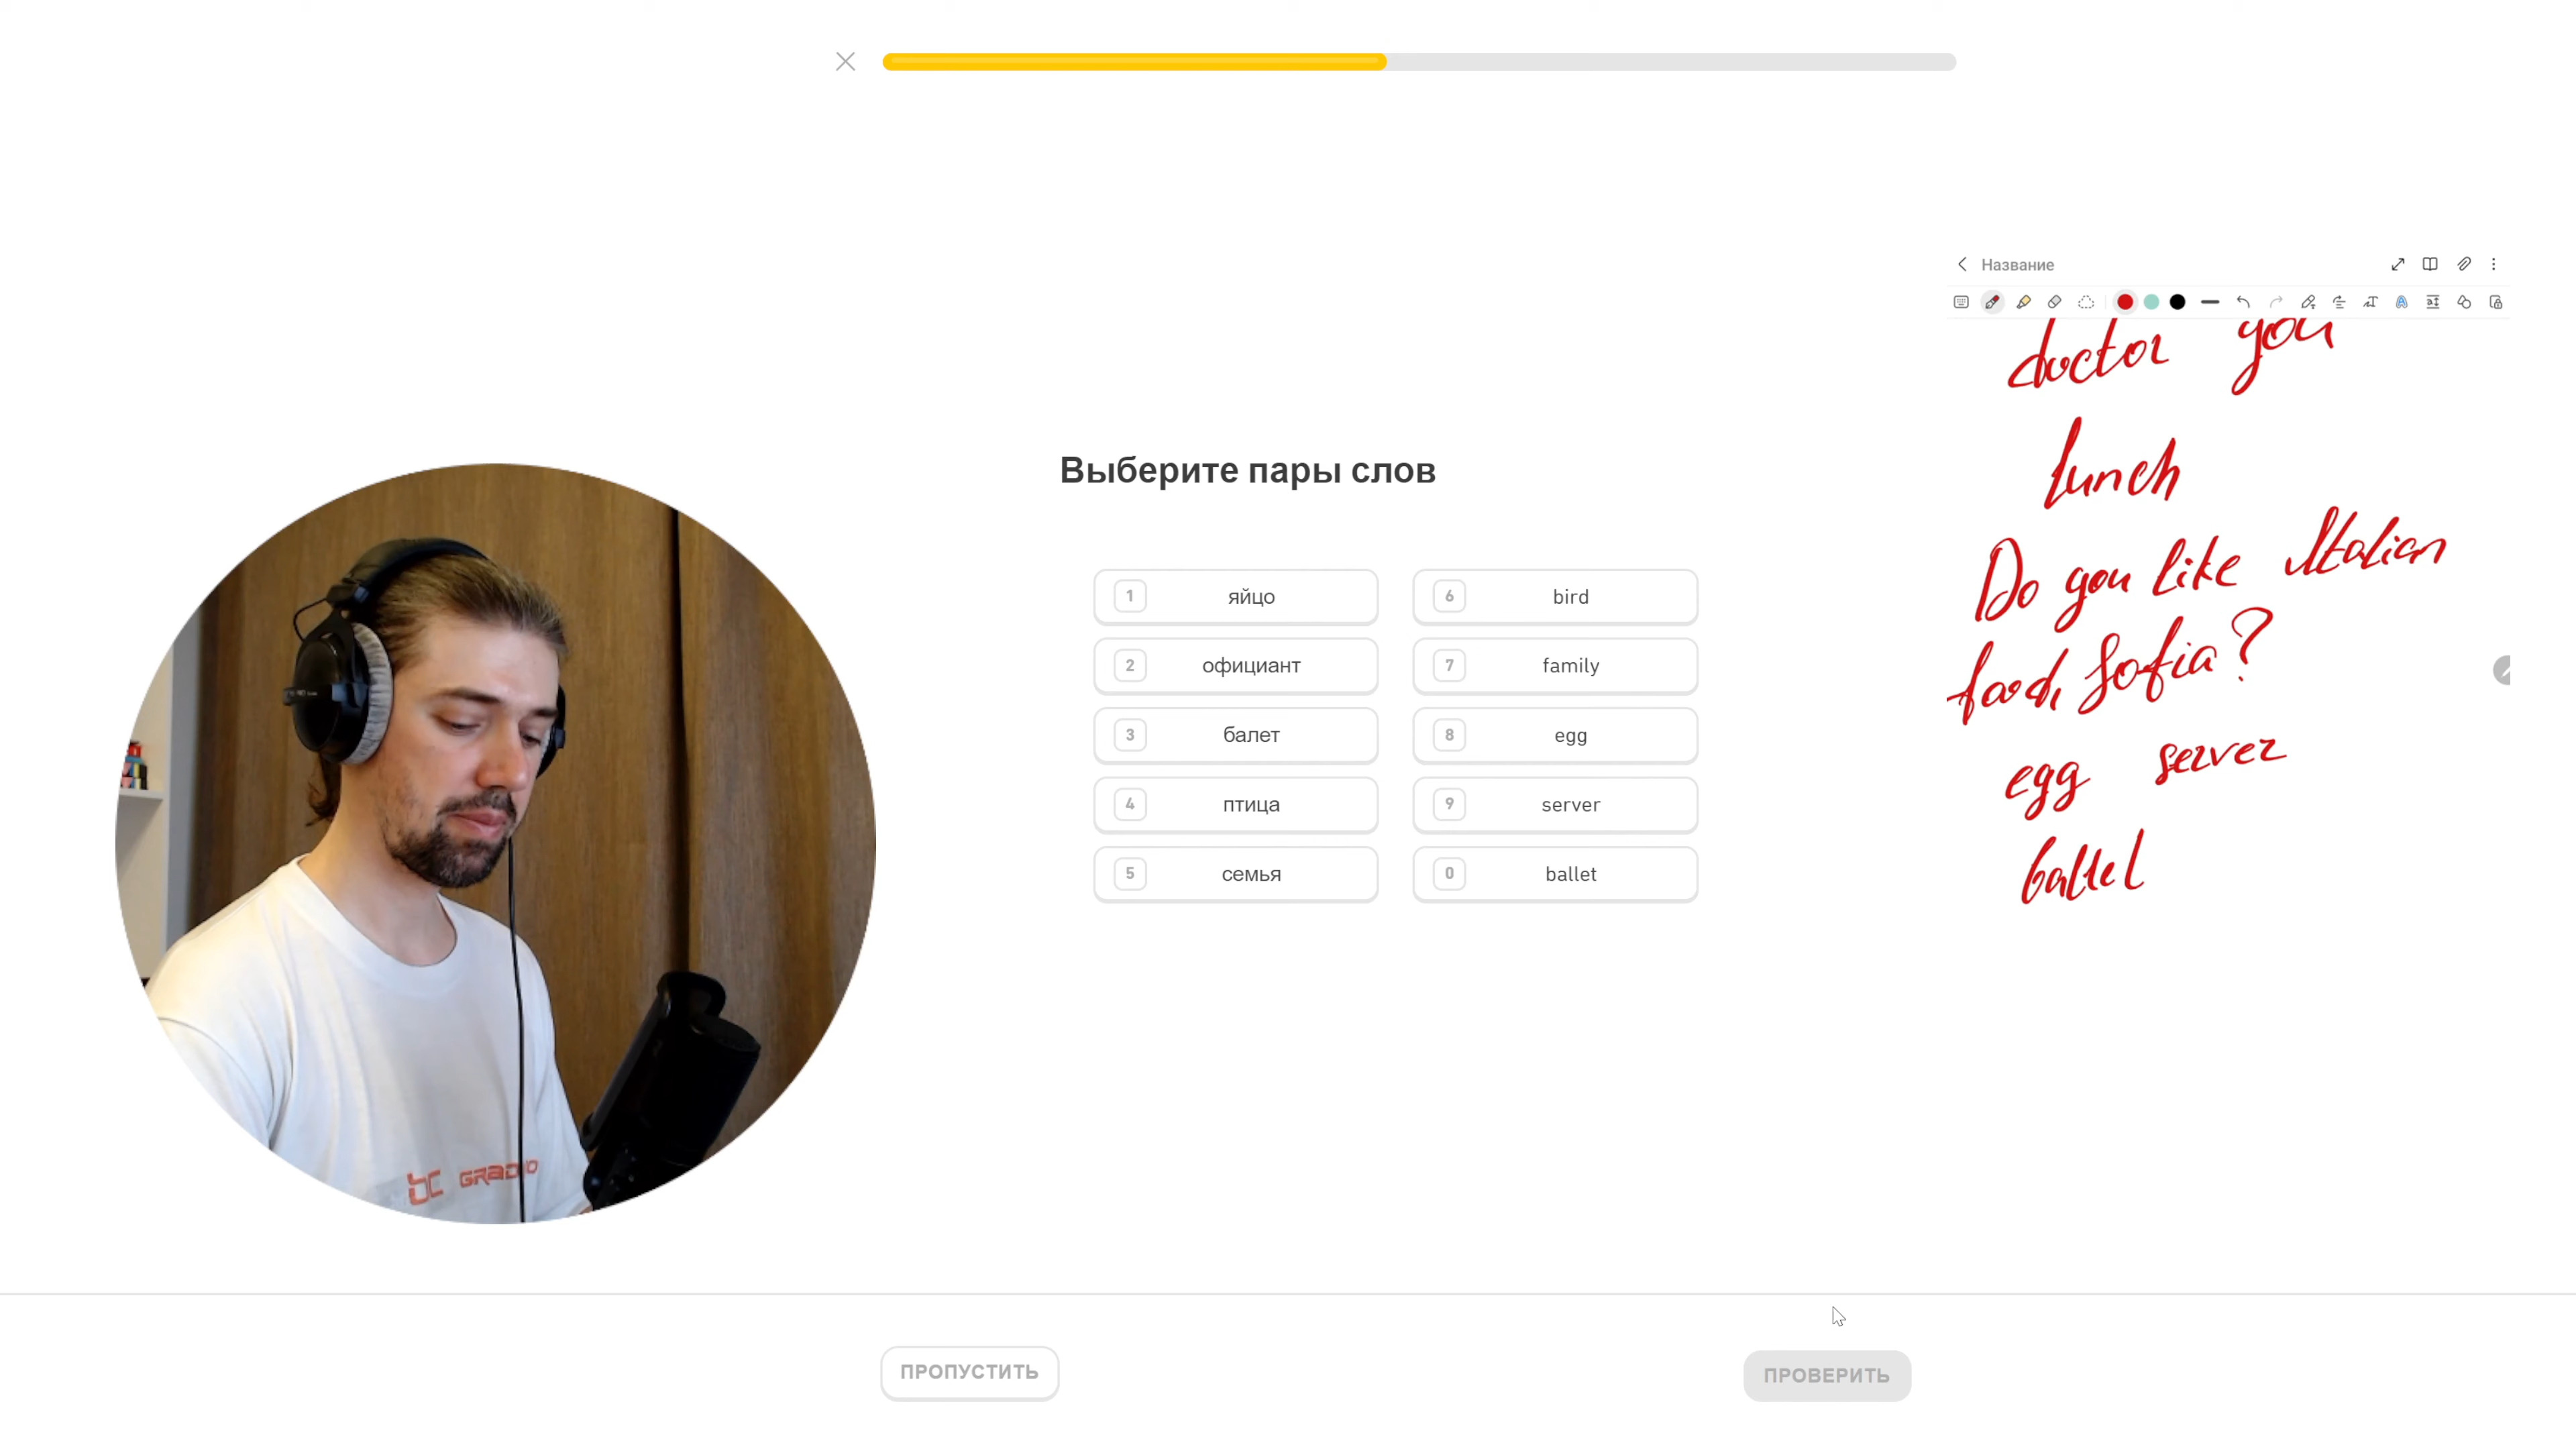 Название
doctor you
lunch
Do you like Italian
food, Sofia?
egg server
ballet
Выберите пары слов
1 яйцо 6 bird
2 официант 7 family
3 балет 8 egg
4 птица 9 server
5 семья 0 ballet
ПРОПУСТИТЬ ПРОВЕРИТЬ